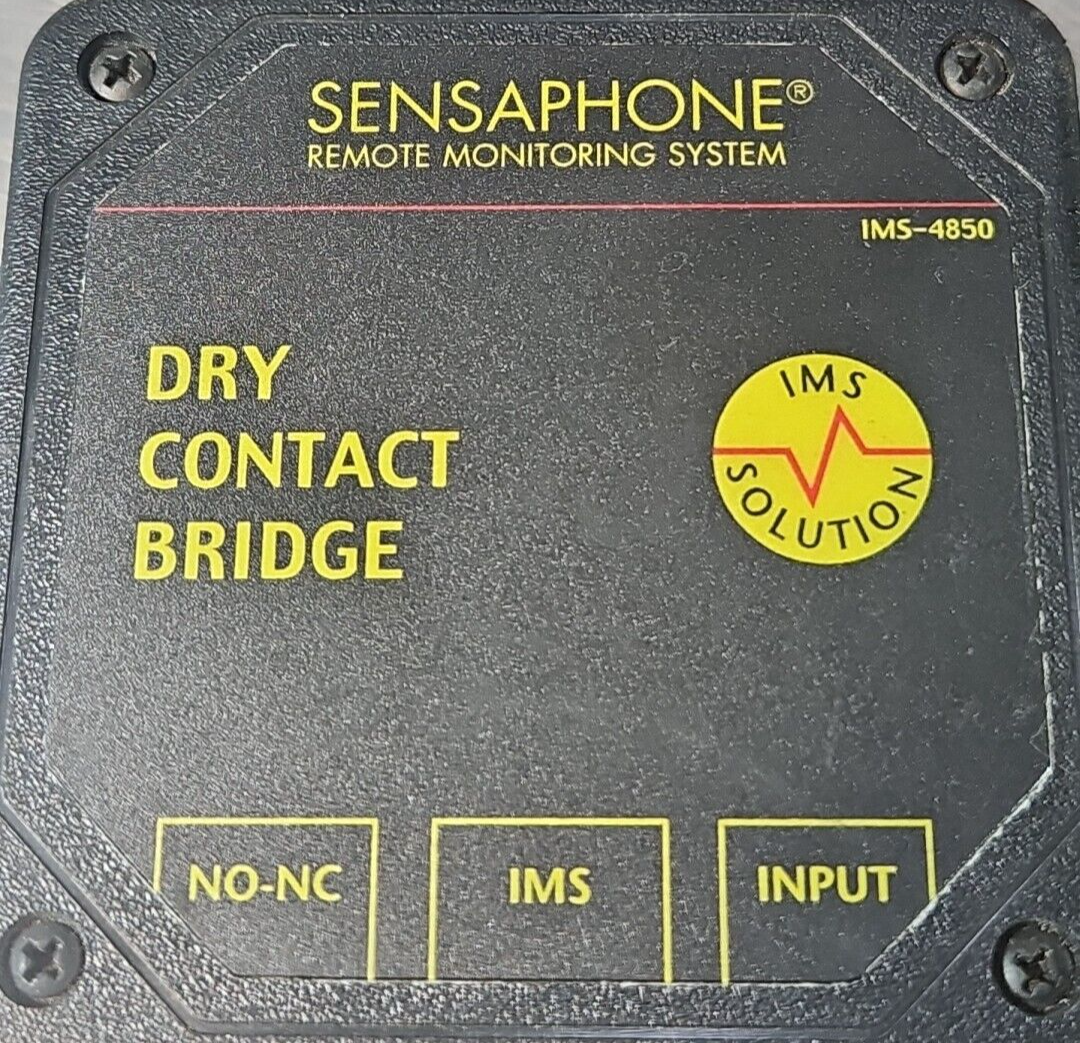 SENSAPHONE®
REMOTE MONITORING SYSTEM
IMS-4850
DRY
CONTACT
BRIDGE
IMS
SOLUTION
NO-NC
IMS
INPUT